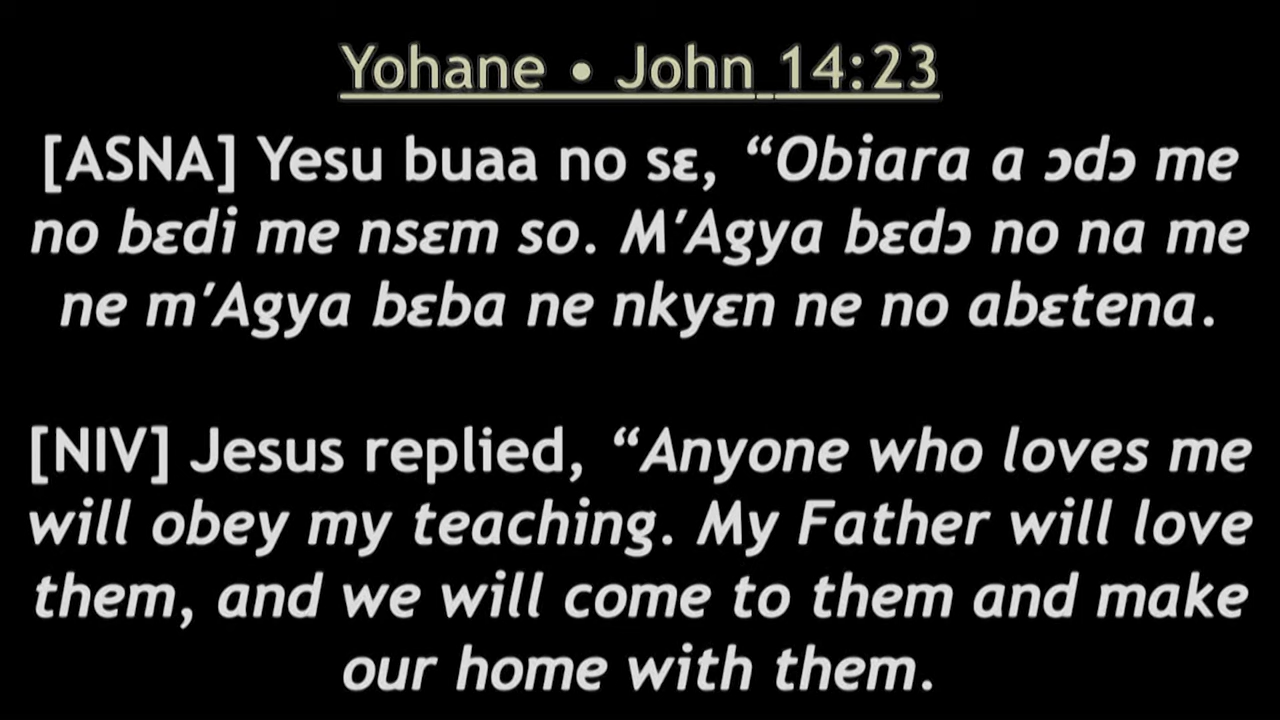 Yohane • John 14:23
[ASNA] Yesu buaa no sɛ, “Obiara a ɔdɔ me
no bɛdi me nsɛm so. M’Agya bɛdɔ no na me
ne m’Agya bɛba ne nkyɛn ne no abɛtena.
[NIV] Jesus replied, “Anyone who loves me
will obey my teaching. My Father will love
them, and we will come to them and make
our home with them.